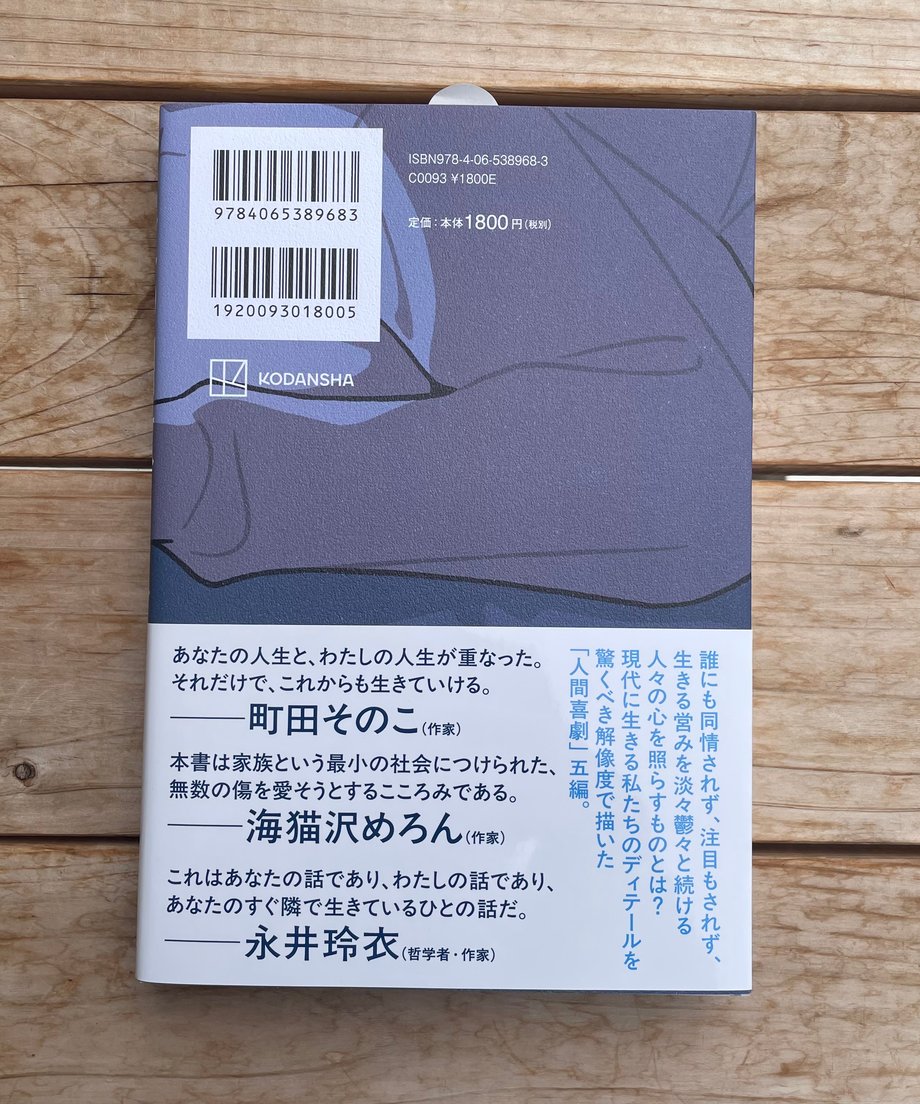 9784065389683
1920093018005
ISBN978-4-06-538968-3
C0093 ¥1800E
定価：本体1800円（税別）
KODANSHA
あなたの人生と、わたしの人生が重なった。
それだけで、これからも生きていける。
――町田そのこ（作家）
本書は家族という最小の社会につけられた、
無数の傷を愛そうとするこころみである。
――海猫沢めろん（作家）
これはあなたの話であり、わたしの話であり、
あなたのすぐ隣で生きているひとの話だ。
――永井玲衣（哲学者・作家）
誰にも同情されず、注目もされず、
生きる営みを淡々鬱々と続ける
人々の心を照らすものとは？
現代に生きる私たちのディテールを
驚くべき解像度で描いた
「人間喜劇」五編。